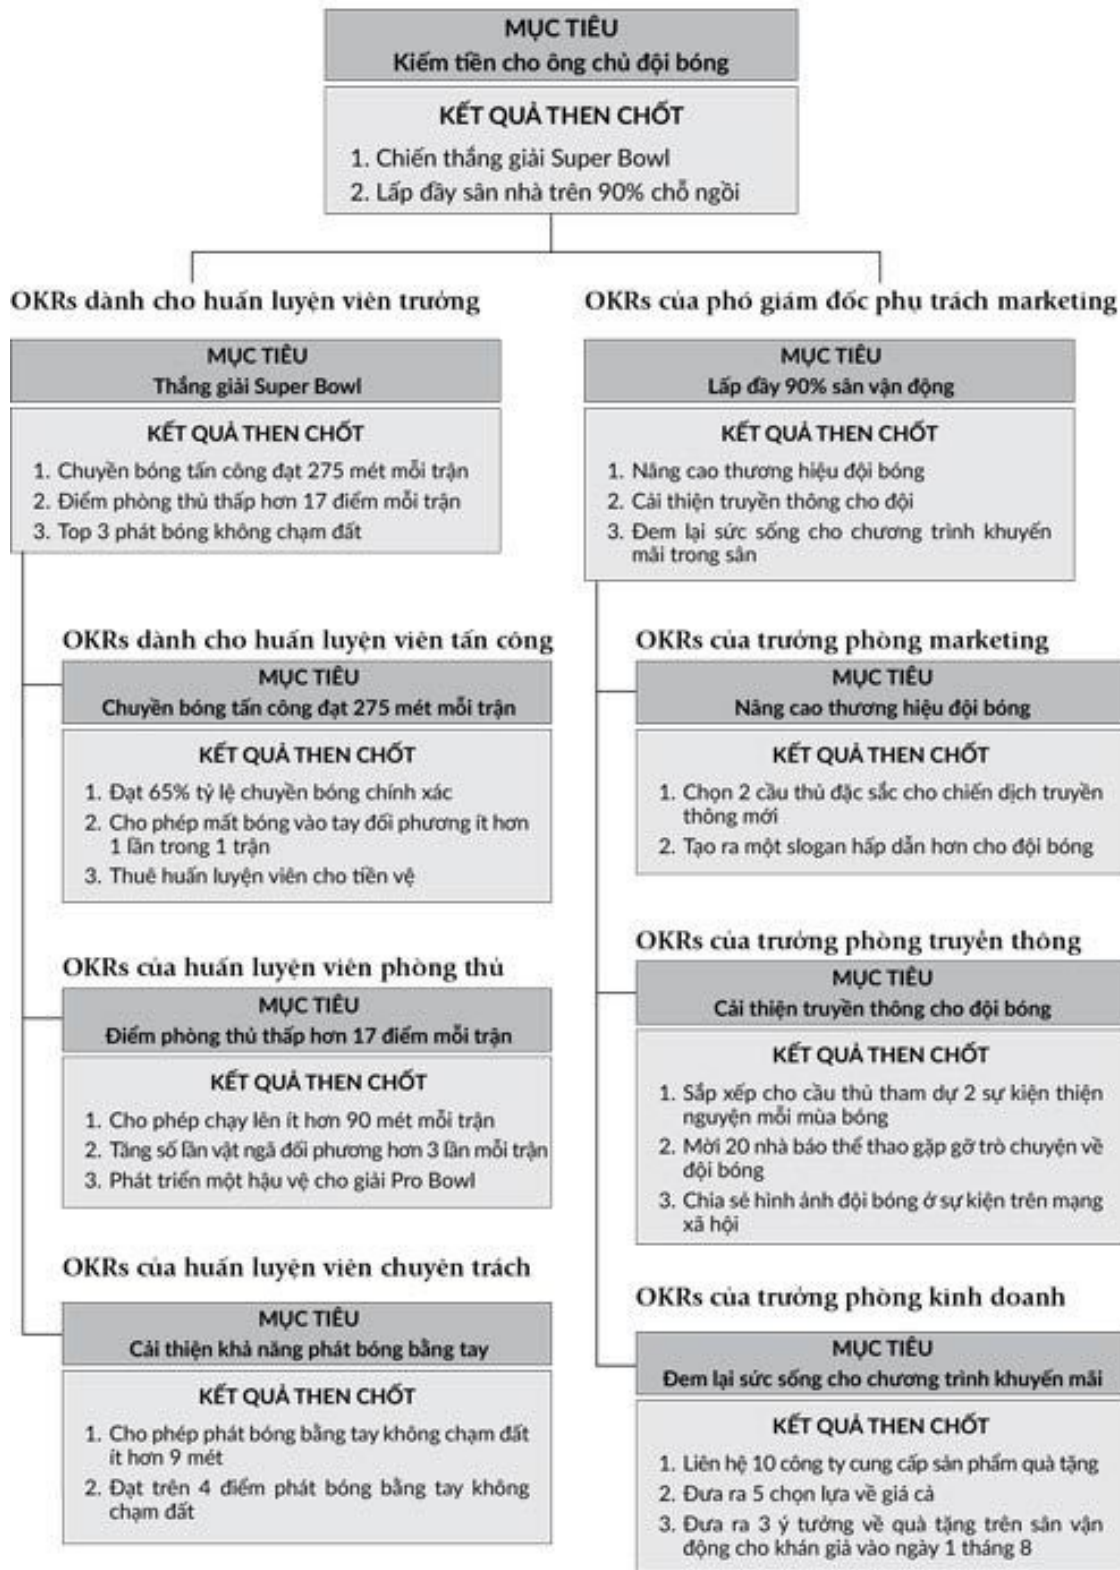 MỤC TIÊU
Kiếm tiền cho ông chủ đội bóng
KẾT QUẢ THEN CHỐT
1. Chiến thắng giải Super Bowl
2. Lấp đầy sân nhà trên 90% chỗ ngồi
OKRs dành cho huấn luyện viên trưởng
MỤC TIÊU
Thắng giải Super Bowl
KẾT QUẢ THEN CHỐT
1. Chuyền bóng tấn công đạt 275 mét mỗi trận
2. Điểm phòng thủ thấp hơn 17 điểm mỗi trận
3. Top 3 phát bóng không chạm đất
OKRs dành cho huấn luyện viên tấn công
MỤC TIÊU
Chuyền bóng tấn công đạt 275 mét mỗi trận
KẾT QUẢ THEN CHỐT
1. Đạt 65% tỷ lệ chuyền bóng chính xác
2. Cho phép mất bóng vào tay đối phương ít hơn
1 lần trong 1 trận
3. Thuê huấn luyện viên cho tiền vệ
OKRs của huấn luyện viên phòng thủ
MỤC TIÊU
Điểm phòng thủ thấp hơn 17 điểm mỗi trận
KẾT QUẢ THEN CHỐT
1. Cho phép chạy lên ít hơn 90 mét mỗi trận
2. Tăng số lần vật ngã đối phương hơn 3 lần mỗi trận
3. Phát triển một hậu vệ cho giải Pro Bowl
OKRs của huấn luyện viên chuyên trách
MỤC TIÊU
Cải thiện khả năng phát bóng bằng tay
KẾT QUẢ THEN CHỐT
1. Cho phép phát bóng bằng tay không chạm đất
ít hơn 9 mét
2. Đạt trên 4 điểm phát bóng bằng tay không
chạm đất
OKRs của phó giám đốc phụ trách marketing
MỤC TIÊU
Lấp đầy 90% sân vận động
KẾT QUẢ THEN CHỐT
1. Nâng cao thương hiệu đội bóng
2. Cải thiện truyền thông cho đội
3. Đem lại sức sống cho chương trình khuyến
mãi trong sân
OKRs của trưởng phòng marketing
MỤC TIÊU
Nâng cao thương hiệu đội bóng
KẾT QUẢ THEN CHỐT
1. Chọn 2 cầu thủ đặc sắc cho chiến dịch truyền
thông mới
2. Tạo ra một slogan hấp dẫn hơn cho đội bóng
OKRs của trưởng phòng truyền thông
MỤC TIÊU
Cải thiện truyền thông cho đội bóng
KẾT QUẢ THEN CHỐT
1. Sắp xếp cho cầu thủ tham dự 2 sự kiện thiện
nguyện mỗi mùa bóng
2. Mời 20 nhà báo thể thao gặp gỡ trò chuyện về
đội bóng
3. Chia sẻ hình ảnh đội bóng ở sự kiện trên mạng
xã hội
OKRs của trưởng phòng kinh doanh
MỤC TIÊU
Đem lại sức sống cho chương trình khuyến mãi
KẾT QUẢ THEN CHỐT
1. Liên hệ 10 công ty cung cấp sản phẩm quà tặng
2. Đưa ra 5 chọn lựa về giá cả
3. Đưa ra 3 ý tưởng về quà tặng trên sân vận
động cho khán giả vào ngày 1 tháng 8